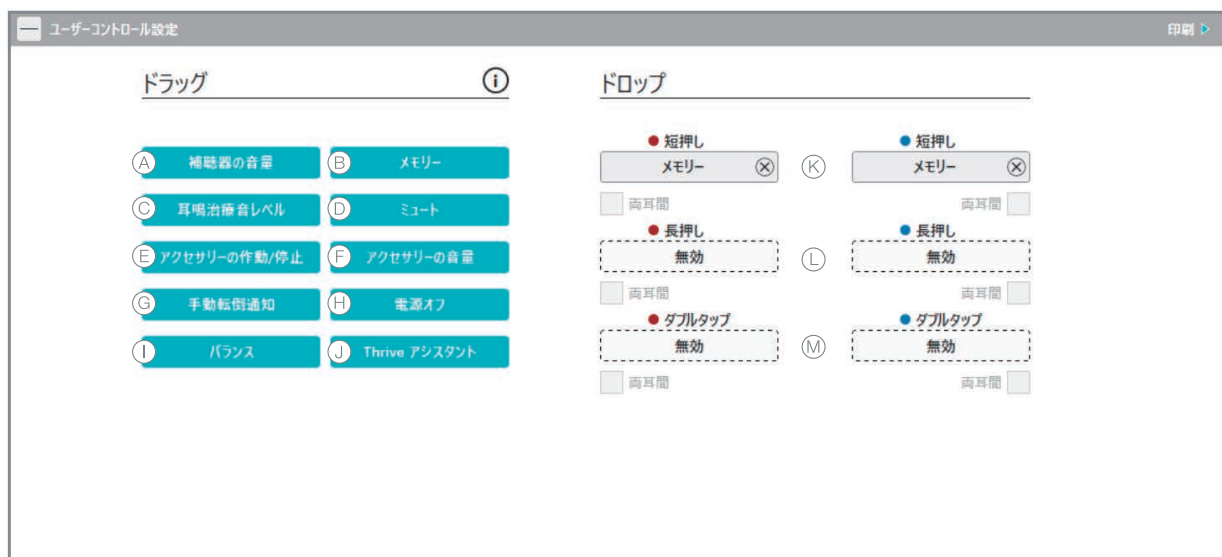 ユーザーコントロール設定 印刷
ドラッグ i ドロップ
短押し 短押し
A 補聴器の音量 B メモリー メモリー K メモリー
C 耳鳴治療音レベル D ミュート 両耳間 両耳間
長押し 長押し
E アクセサリーの作動/停止 F アクセサリーの音量 無効 L 無効
G 手動転倒通知 H 電源オフ 両耳間 両耳間
ダブルタップ ダブルタップ
I バランス J Thrive アシスタント 無効 M 無効
両耳間 両耳間